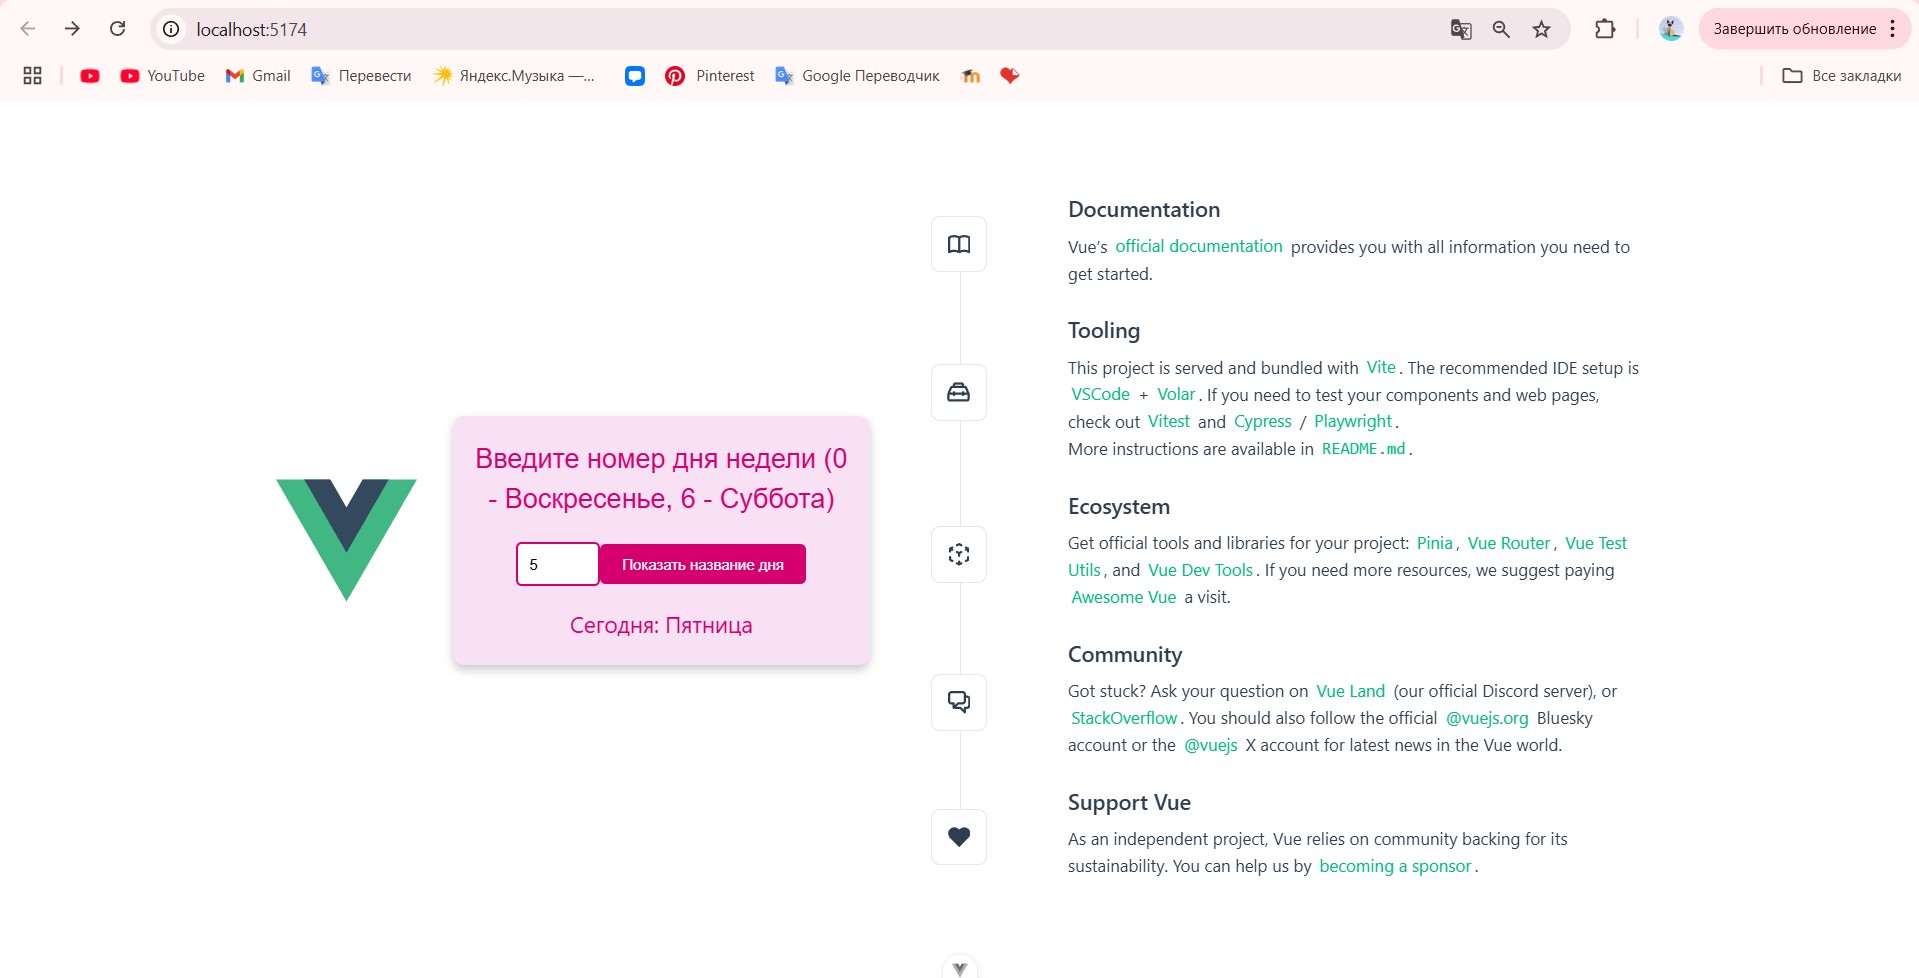 localhost:5174
Завершить обновление
YouTube
Gmail
Перевести
Яндекс.Музыка —...
Pinterest
Google Переводчик
Все закладки
Введите номер дня недели (0
- Воскресенье, 6 - Суббота)
5
Показать название дня
Сегодня: Пятница
Documentation
Vue’s official documentation provides you with all information you need to
get started.
Tooling
This project is served and bundled with Vite. The recommended IDE setup is
VSCode + Volar. If you need to test your components and web pages,
check out Vitest and Cypress / Playwright.
More instructions are available in README.md.
Ecosystem
Get official tools and libraries for your project: Pinia, Vue Router, Vue Test
Utils, and Vue Dev Tools. If you need more resources, we suggest paying
Awesome Vue a visit.
Community
Got stuck? Ask your question on Vue Land (our official Discord server), or
StackOverflow. You should also follow the official @vuejs.org Bluesky
account or the @vuejs X account for latest news in the Vue world.
Support Vue
As an independent project, Vue relies on community backing for its
sustainability. You can help us by becoming a sponsor.